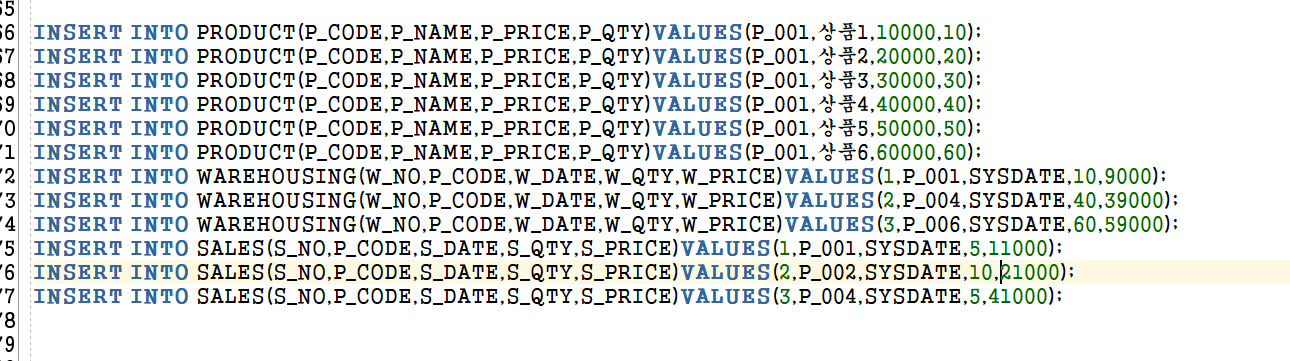 65
66 INSERT INTO PRODUCT(P_CODE,P_NAME,P_PRICE,P_QTY)VALUES(P_001,상품1,10000,10);
67 INSERT INTO PRODUCT(P_CODE,P_NAME,P_PRICE,P_QTY)VALUES(P_001,상품2,20000,20);
68 INSERT INTO PRODUCT(P_CODE,P_NAME,P_PRICE,P_QTY)VALUES(P_001,상품3,30000,30);
69 INSERT INTO PRODUCT(P_CODE,P_NAME,P_PRICE,P_QTY)VALUES(P_001,상품4,40000,40);
70 INSERT INTO PRODUCT(P_CODE,P_NAME,P_PRICE,P_QTY)VALUES(P_001,상품5,50000,50);
71 INSERT INTO PRODUCT(P_CODE,P_NAME,P_PRICE,P_QTY)VALUES(P_001,상품6,60000,60);
72 INSERT INTO WAREHOUSING(W_NO,P_CODE,W_DATE,W_QTY,W_PRICE)VALUES(1,P_001,SYSDATE,10,9000);
73 INSERT INTO WAREHOUSING(W_NO,P_CODE,W_DATE,W_QTY,W_PRICE)VALUES(2,P_004,SYSDATE,40,39000);
74 INSERT INTO WAREHOUSING(W_NO,P_CODE,W_DATE,W_QTY,W_PRICE)VALUES(3,P_006,SYSDATE,60,59000);
75 INSERT INTO SALES(S_NO,P_CODE,S_DATE,S_QTY,S_PRICE)VALUES(1,P_001,SYSDATE,5,11000);
76 INSERT INTO SALES(S_NO,P_CODE,S_DATE,S_QTY,S_PRICE)VALUES(2,P_002,SYSDATE,10,21000);
77 INSERT INTO SALES(S_NO,P_CODE,S_DATE,S_QTY,S_PRICE)VALUES(3,P_004,SYSDATE,5,41000);
78
79